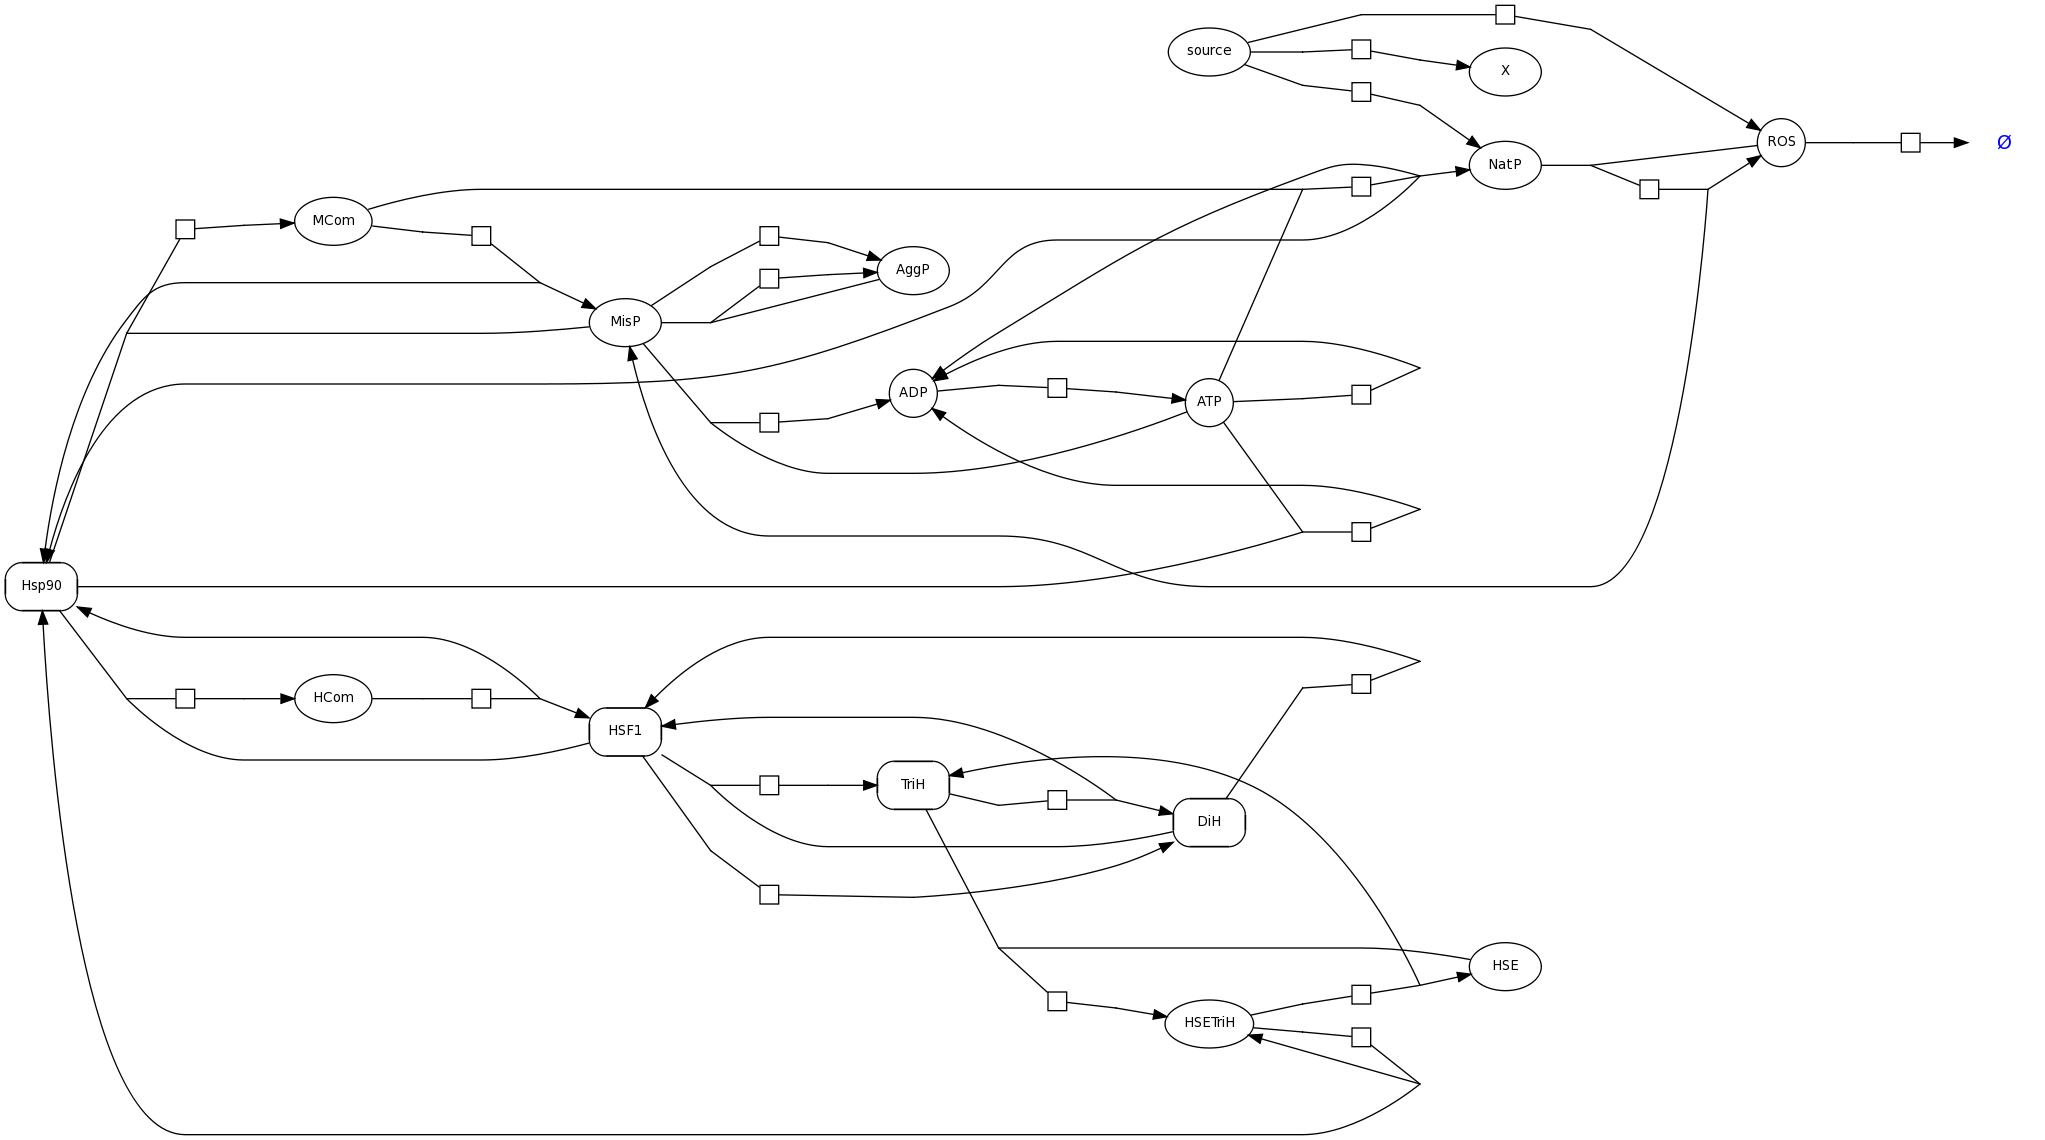 source
X
ROS
Ø
NatP
MCom
AggP
MisP
ADP
ATP
Hsp90
HCom
HSF1
TriH
DiH
HSE
HSETriH